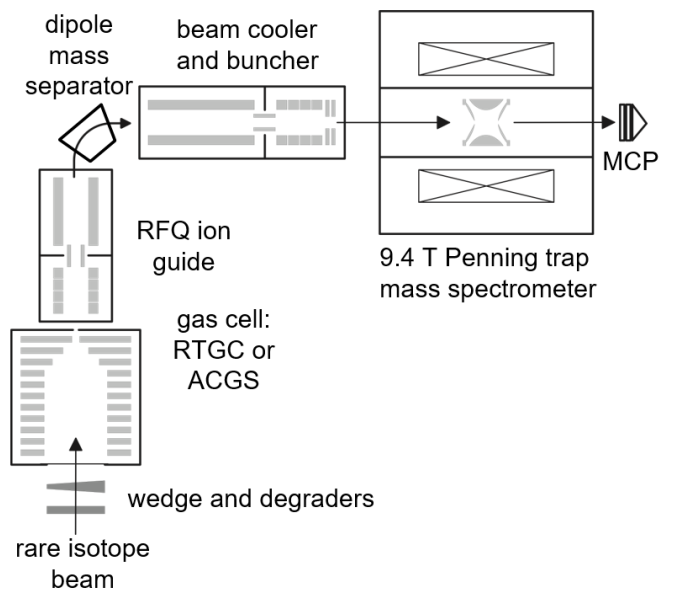 dipole
mass
separator
beam cooler
and buncher
MCP
9.4 T Penning trap
mass spectrometer
RFQ ion
guide
gas cell:
RTGC or
ACGS
wedge and degraders
rare isotope
beam